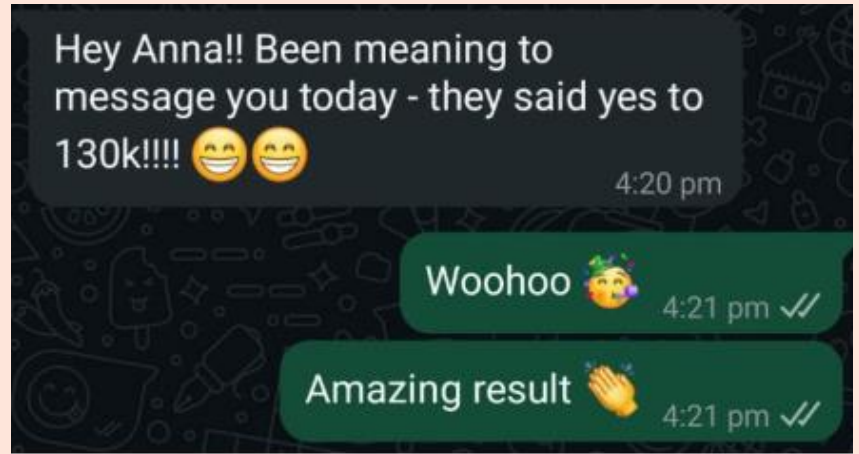 Hey Anna!! Been meaning to
message you today - they said yes to
130k!!!! 😁😁
4:20 pm
Woohoo 🥳
4:21 pm
Amazing result 👏
4:21 pm